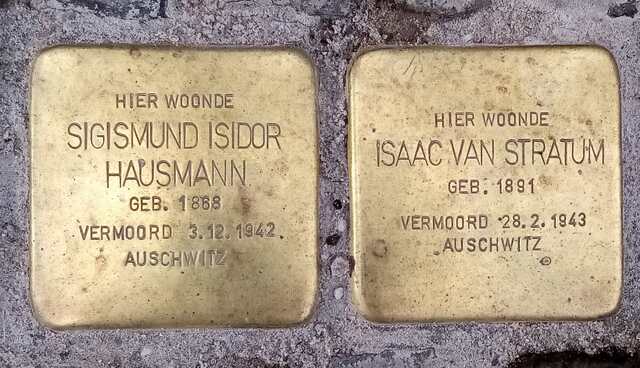 HIER WOONDE
SIGISMUND ISIDOR
HAUSMANN
GEB. 1868
VERMOORD 3.12.1942
AUSCHWITZ
HIER WOONDE
ISAAC VAN STRATUM
GEB. 1891
VERMOORD 28.2.1943
AUSCHWITZ